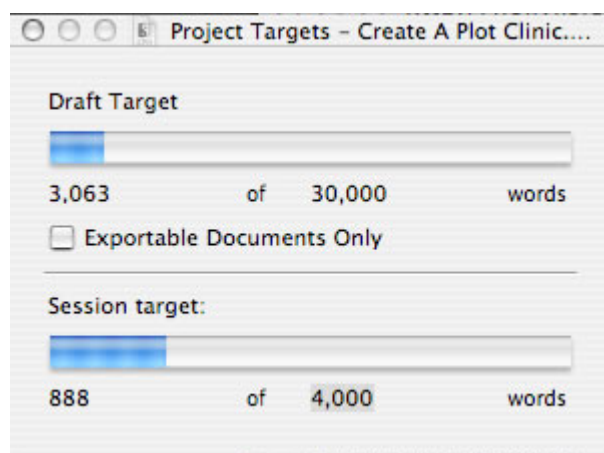 Project Targets – Create A Plot Clinic....
Draft Target
3,063 of 30,000 words
Exportable Documents Only
Session target:
888 of 4,000 words